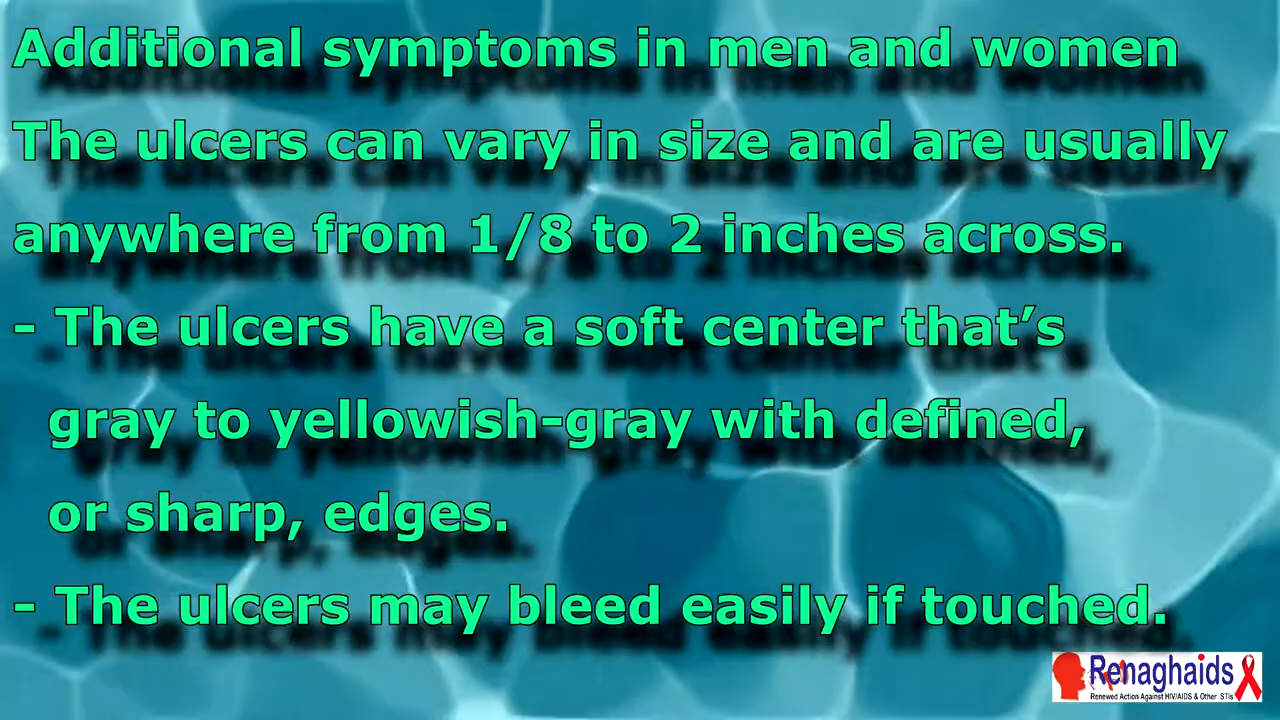 Additional symptoms in men and women
The ulcers can vary in size and are usually
anywhere from 1/8 to 2 inches across.
- The ulcers have a soft center that’s
gray to yellowish-gray with defined,
or sharp, edges.
- The ulcers may bleed easily if touched.
Renaghaids
Renewed Action Against HIV/AIDS & Other STIs